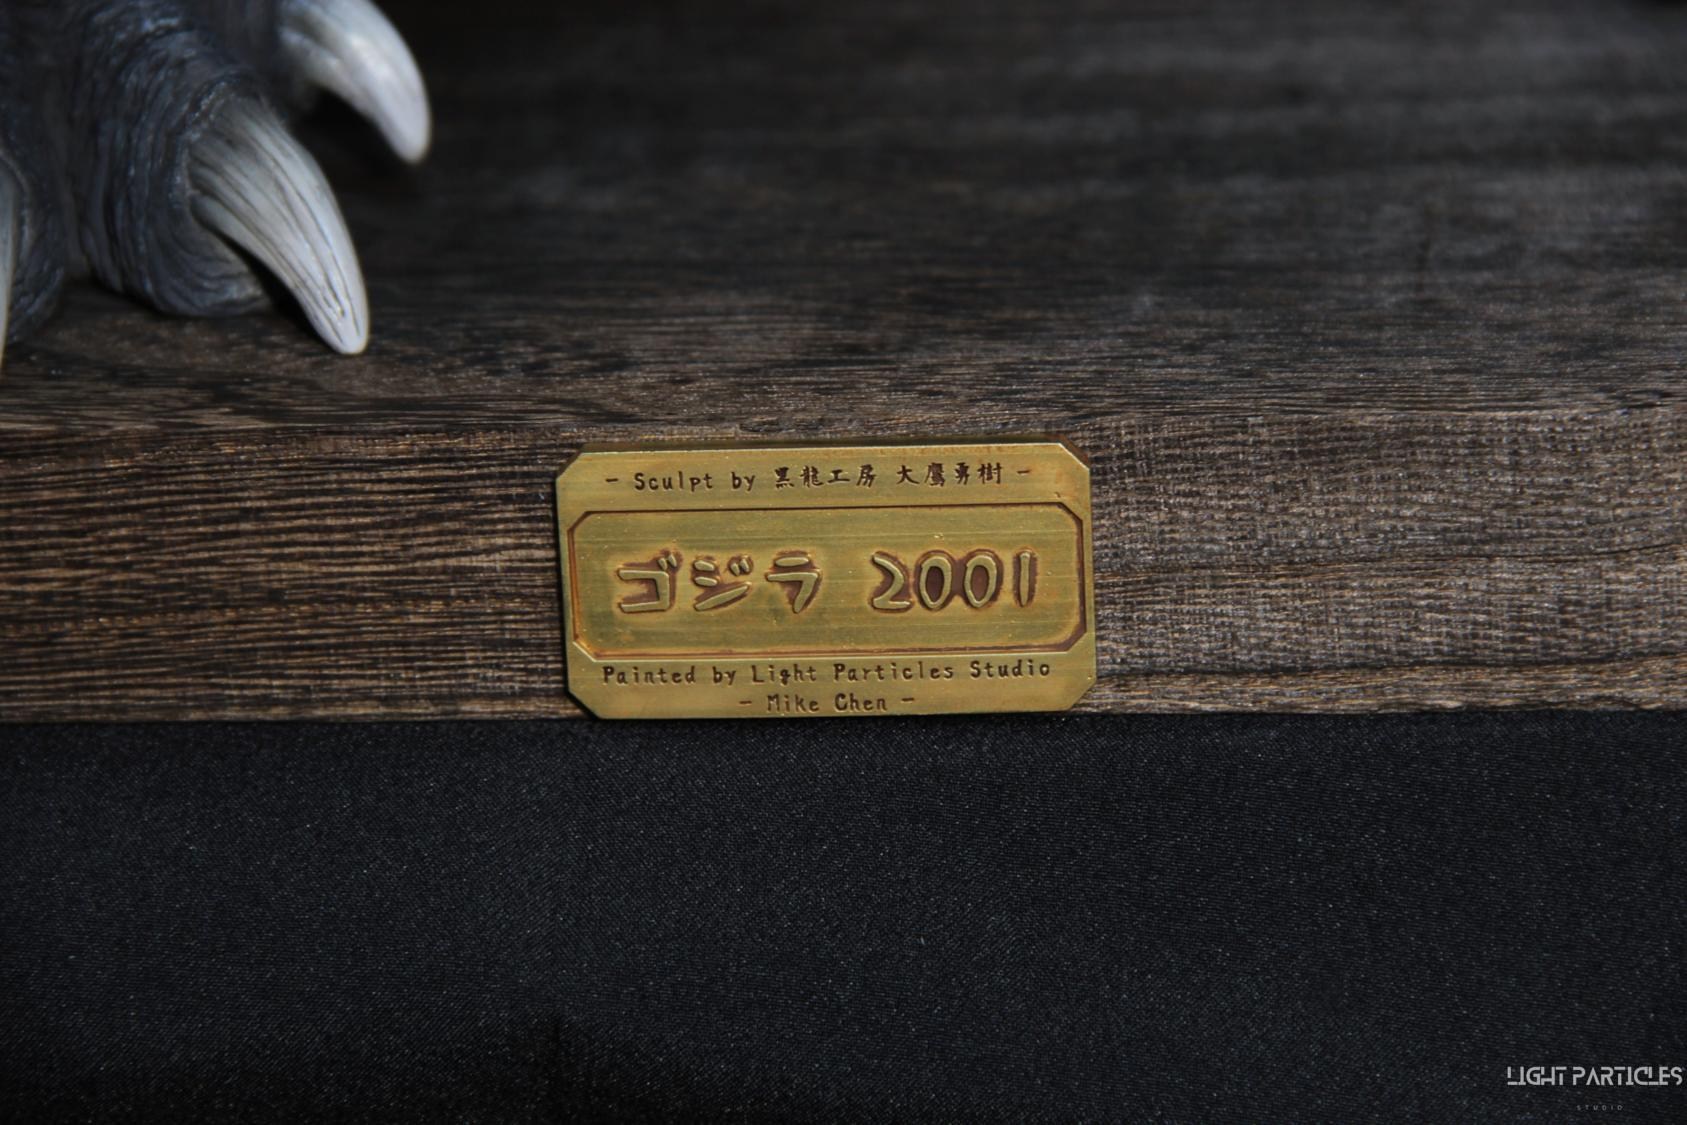 - Sculpt by 黒龍工房 大鷹勇樹 -
ゴジラ 2001
Painted by Light Particles Studio
- Mike Chen -
LIGHT PARTICLES
STUDIO